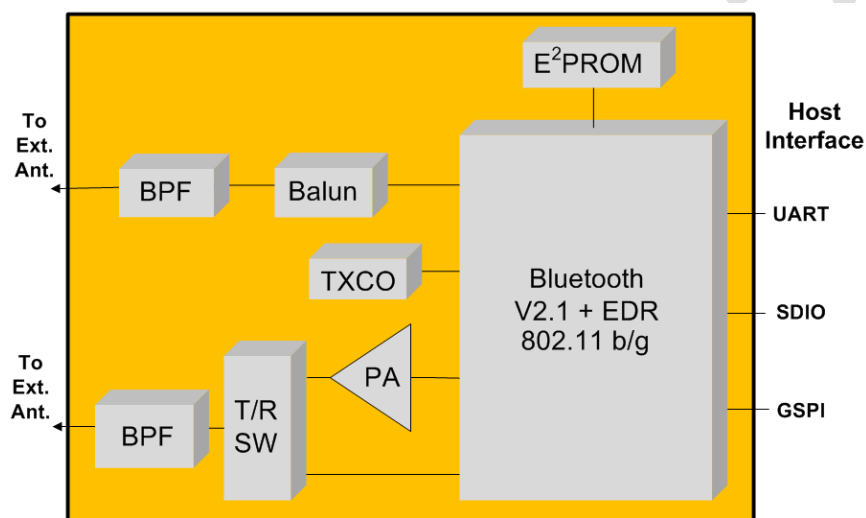 E²PROM
Host
Interface
To
Ext.
Ant.
BPF
Balun
UART
TXCO
Bluetooth
V2.1 + EDR
802.11 b/g
SDIO
To
Ext.
Ant.
BPF
T/R
SW
PA
GSPI